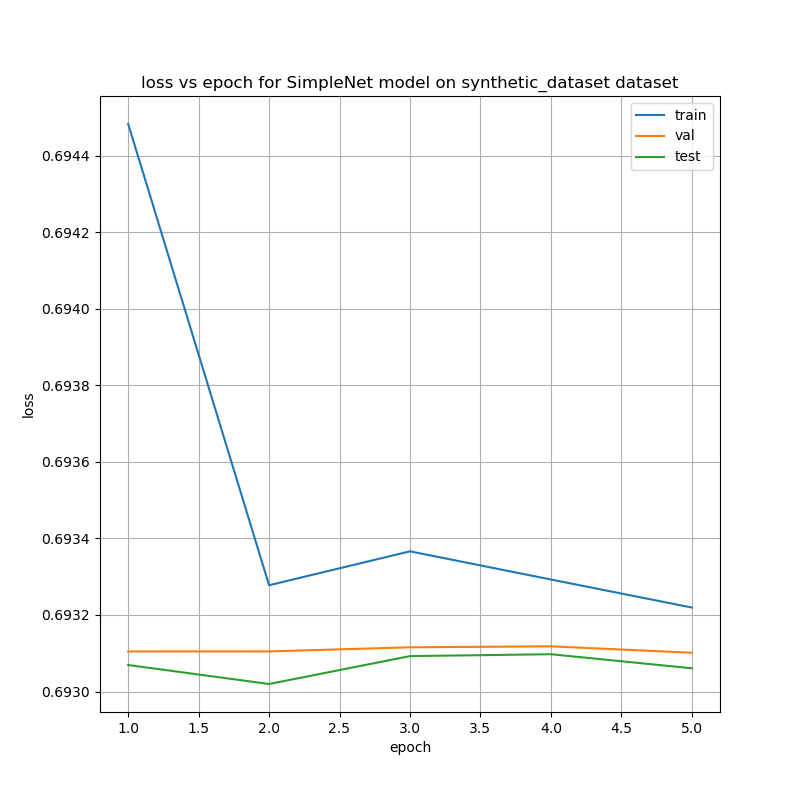 loss vs epoch for SimpleNet model on synthetic_dataset dataset
train
val
test
0.6944
0.6942
0.6940
0.6938
0.6936
0.6934
0.6932
0.6930
loss
1.0 1.5 2.0 2.5 3.0 3.5 4.0 4.5 5.0
epoch